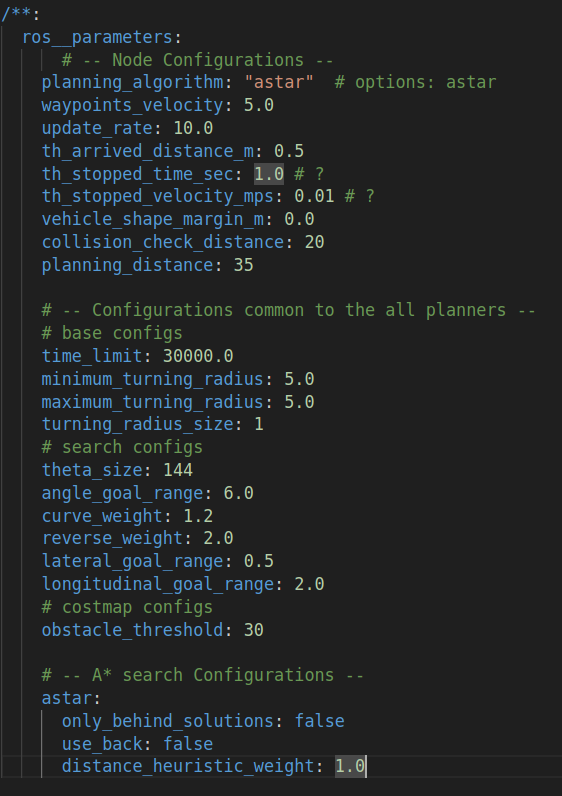 /**:
ros__parameters:
# -- Node Configurations --
planning_algorithm: "astar"  # options: astar
waypoints_velocity: 5.0
update_rate: 10.0
th_arrived_distance_m: 0.5
th_stopped_time_sec: 1.0 # ?
th_stopped_velocity_mps: 0.01 # ?
vehicle_shape_margin_m: 0.0
collision_check_distance: 20
planning_distance: 35
# -- Configurations common to the all planners --
# base configs
time_limit: 30000.0
minimum_turning_radius: 5.0
maximum_turning_radius: 5.0
turning_radius_size: 1
# search configs
theta_size: 144
angle_goal_range: 6.0
curve_weight: 1.2
reverse_weight: 2.0
lateral_goal_range: 0.5
longitudinal_goal_range: 2.0
# costmap configs
obstacle_threshold: 30
# -- A* search Configurations --
astar:
only_behind_solutions: false
use_back: false
distance_heuristic_weight: 1.0